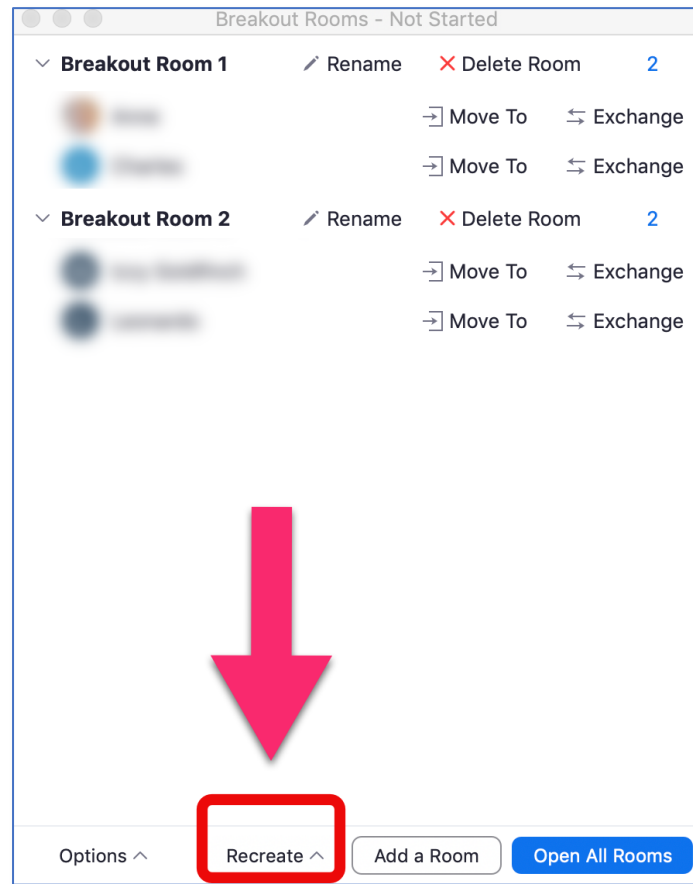 Breakout Rooms - Not Started
Breakout Room 1 Rename Delete Room 2
Move To Exchange
Move To Exchange
Breakout Room 2 Rename Delete Room 2
Move To Exchange
Move To Exchange
Options Recreate Add a Room Open All Rooms